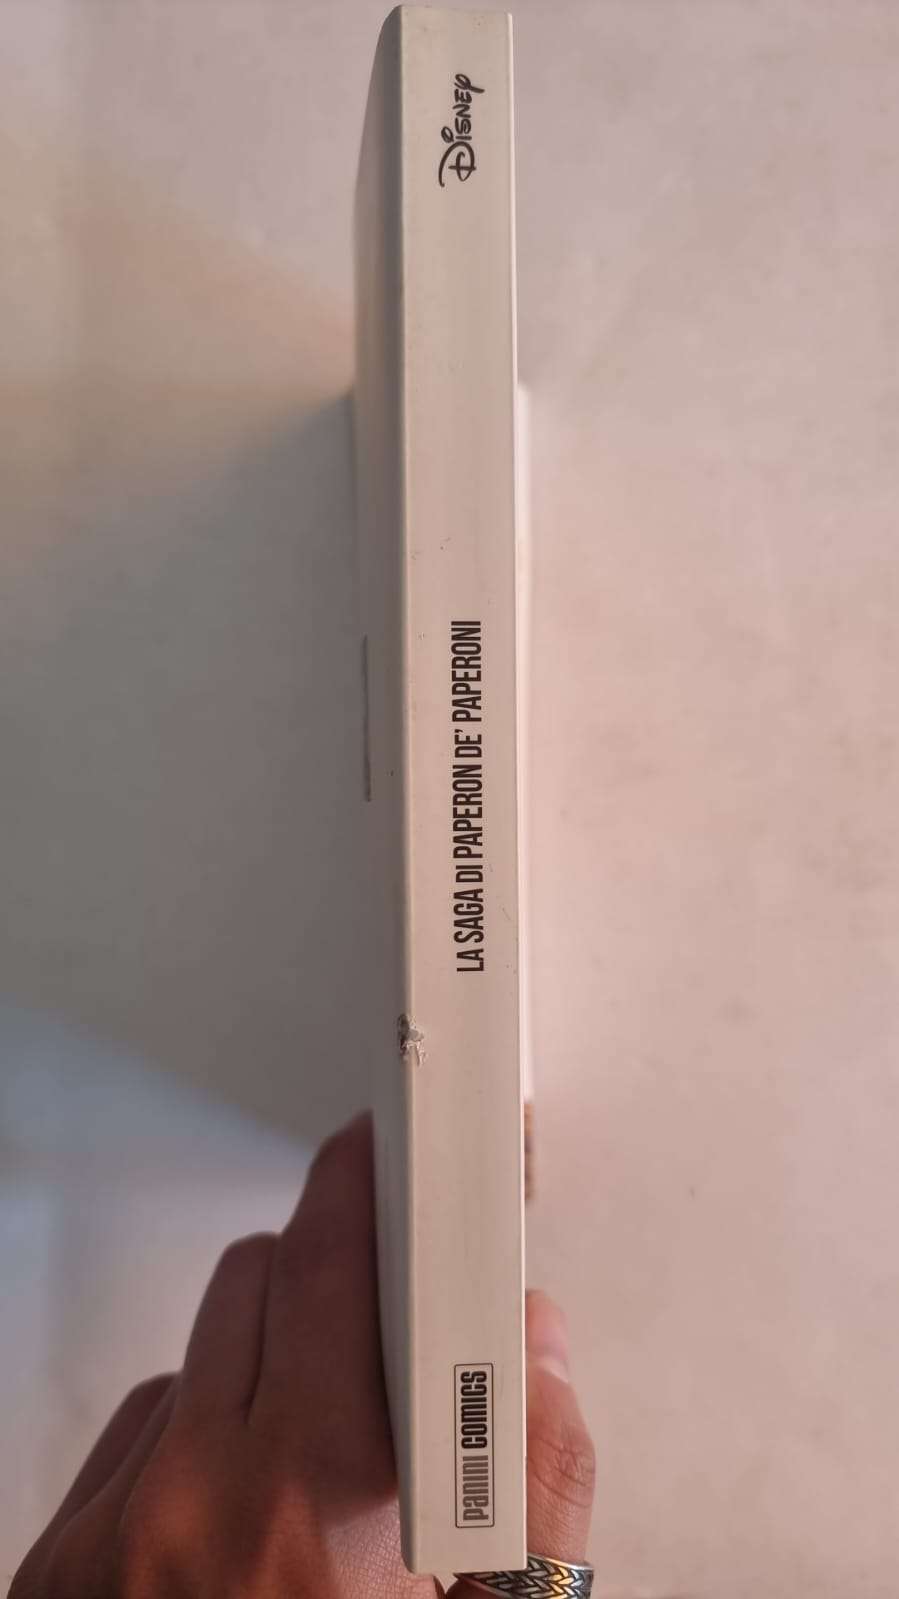 Disney
LA SAGA DI PAPERON DE' PAPERONI
PANINI COMICS